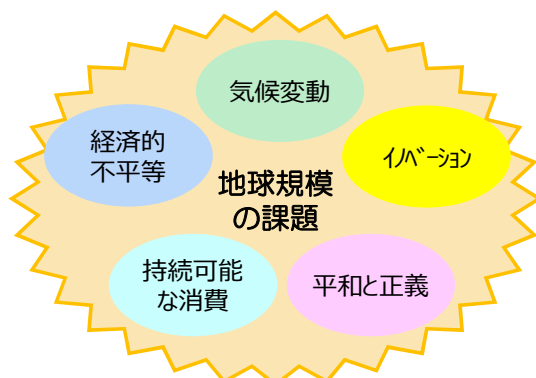 気候変動
経済的
不平等
イノベーション
地球規模
の課題
持続可能
な消費
平和と正義